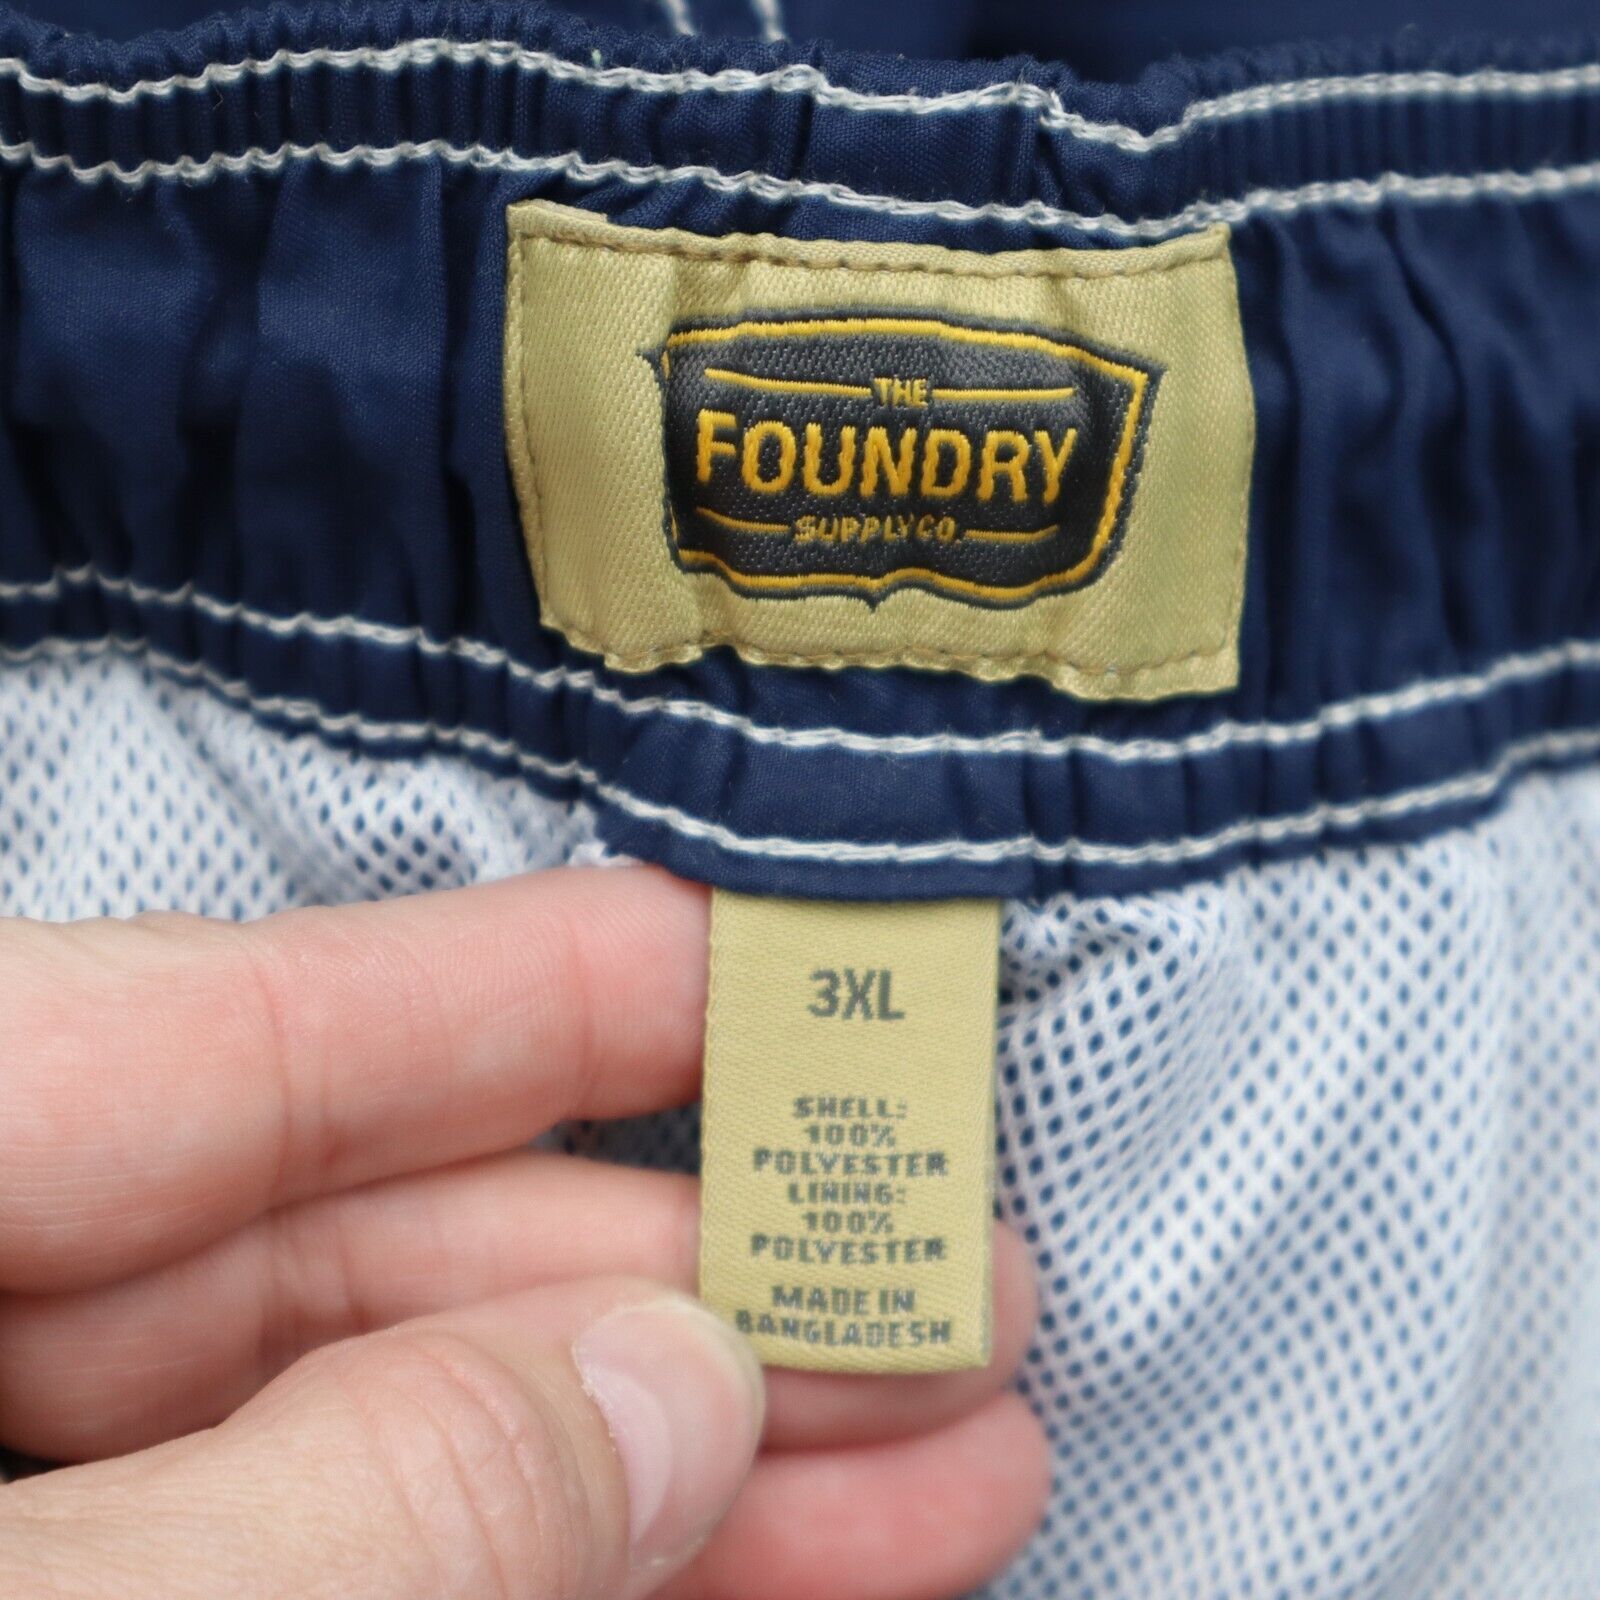 THE
FOUNDRY
SUPPLY CO.
3XL
SHELL:
100%
POLYESTER
LINING:
100%
POLYESTER
MADE IN
BANGLADESH